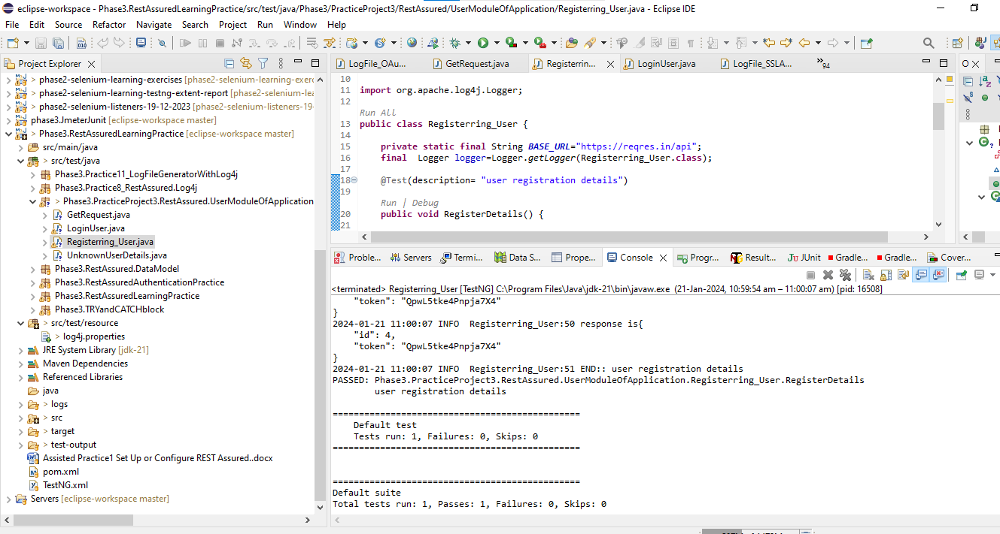 eclipse-workspace - Phase3.RestAssuredLearningPractice/src/test/java/Phase3/PracticeProject3/RestAssured/UserModuleOfApplication/Registerring_User.java - Eclipse IDE
File Edit Source Refactor Navigate Search Project Run Window Help
Project Explorer
> phase2-selenium-learning-exercises [phase2-selenium-learning-exerc
> phase2-selenium-learning-testng-extent-report [phase2-selenium-lea
> phase2-selenium-listeners-19-12-2023 [phase2-selenium-listeners-19-
phase3.JmeterJunit [eclipse-workspace master]
> Phase3.RestAssuredLearningPractice [eclipse-workspace master]
src/main/java
> src/test/java
Phase3.Practice11_LogFileGeneratorWithLog4j
Phase3.Practice8_RestAssured.Log4j
> Phase3.PracticeProject3.RestAssured.UserModuleOfApplication
GetRequest.java
LoginUser.java
Registerring_User.java
UnknownUserDetails.java
Phase3.RestAssured.DataModel
Phase3.RestAssuredAuthenticationPractice
Phase3.RestAssuredLearningPractice
Phase3.TRYandCATCHblock
> src/test/resource
> log4j.properties
JRE System Library [jdk-21]
Maven Dependencies
Referenced Libraries
java
> logs
> src
> target
> test-output
Assisted Practice1 Set Up or Configure REST Assured..docx
pom.xml
TestNG.xml
Servers [eclipse-workspace master]
LogFile_OAu... GetRequest.java Registerrin... LoginUser.java LogFile_SSLA... »94
10
11 import org.apache.log4j.Logger;
12
Run All
13 public class Registerring_User {
14
15 private static final String BASE_URL="https://reqres.in/api";
16 final  Logger logger=Logger.getLogger(Registerring_User.class);
17
18 @Test(description= "user registration details")
19
Run | Debug
20 public void RegisterDetails() {
21
O
Proble... Servers Termi... Data S... Prope... Console Progr... Result... JUnit Gradle... Gradle... Cover...
<terminated> Registerring_User [TestNG] C:\Program Files\Java\jdk-21\bin\javaw.exe (21-Jan-2024, 10:59:54 am – 11:00:07 am) [pid: 16508]
"token": "QpwL5tke4Pnpja7X4"
}
2024-01-21 11:00:07 INFO  Registerring_User:50 response is{
"id": 4,
"token": "QpwL5tke4Pnpja7X4"
}
2024-01-21 11:00:07 INFO  Registerring_User:51 END:: user registration details
PASSED: Phase3.PracticeProject3.RestAssured.UserModuleOfApplication.Registerring_User.RegisterDetails
user registration details
===============================================
Default test
Tests run: 1, Failures: 0, Skips: 0
===============================================
===============================================
Default suite
Total tests run: 1, Passes: 1, Failures: 0, Skips: 0